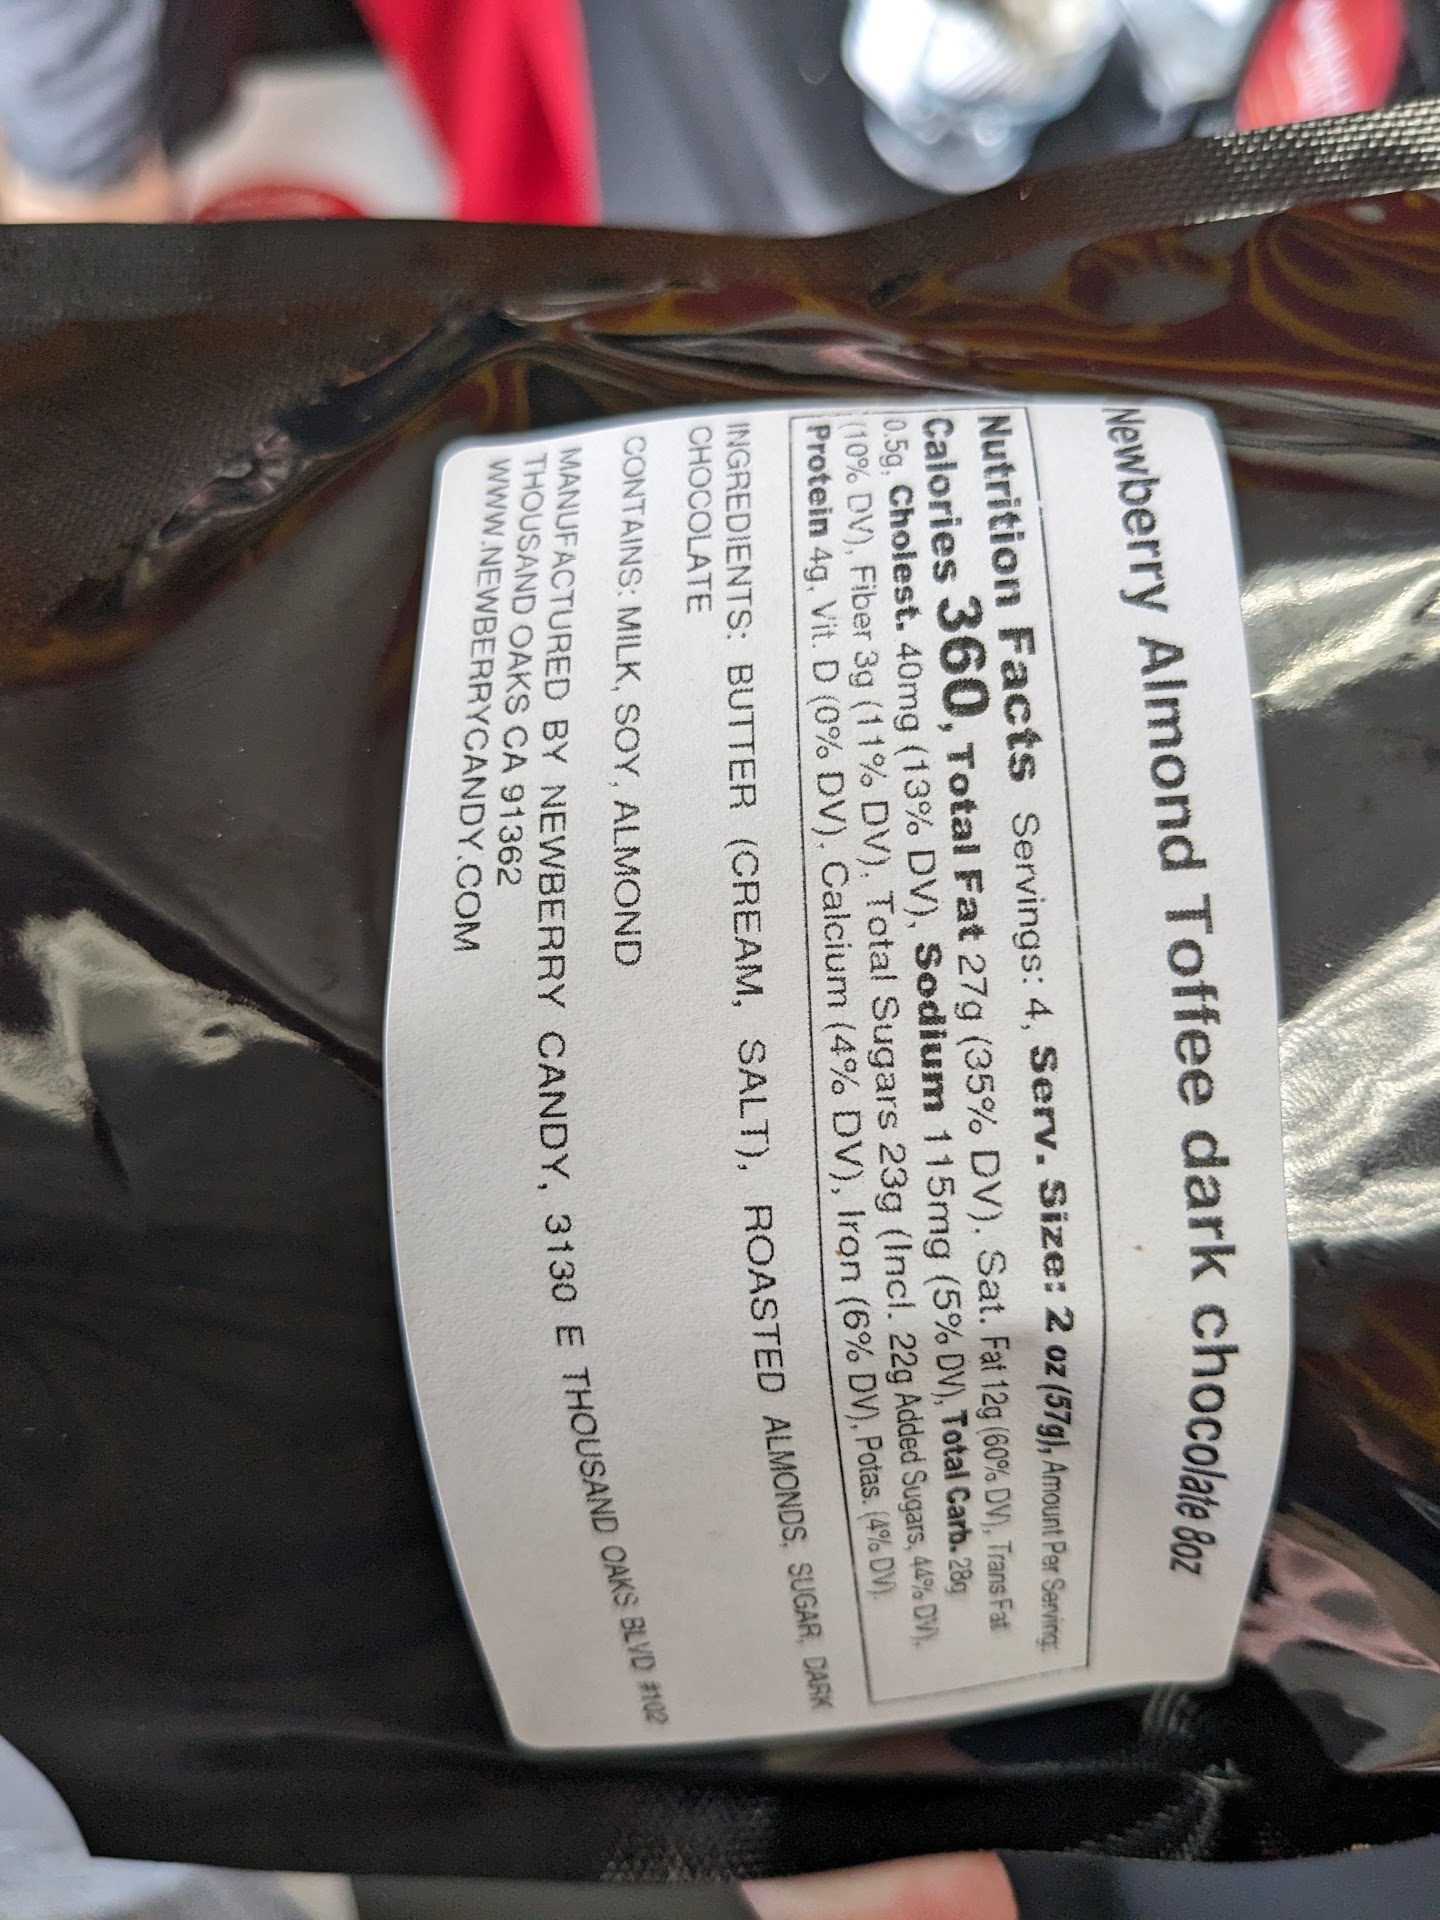 Newberry Almond Toffee dark chocolate 8oz
Nutrition Facts Servings: 4, Serv. Size: 2 oz (57g), Amount Per Serving:
Calories 360, Total Fat 27g (35% DV), Sat. Fat 12g (60% DV), Trans Fat
0.5g, Cholest. 40mg (13% DV), Sodium 115mg (5% DV), Total Carb. 28g
(10% DV), Fiber 3g (11% DV), Total Sugars 23g (Incl. 22g Added Sugars, 44% DV),
Protein 4g, Vit. D (0% DV), Calcium (4% DV), Iron (6% DV), Potas. (4% DV).
INGREDIENTS: BUTTER (CREAM, SALT), ROASTED ALMONDS, SUGAR, DARK
CHOCOLATE
CONTAINS: MILK, SOY, ALMOND
MANUFACTURED BY NEWBERRY CANDY, 3130 E THOUSAND OAKS BLVD #102
THOUSAND OAKS CA 91362
WWW.NEWBERRYCANDY.COM